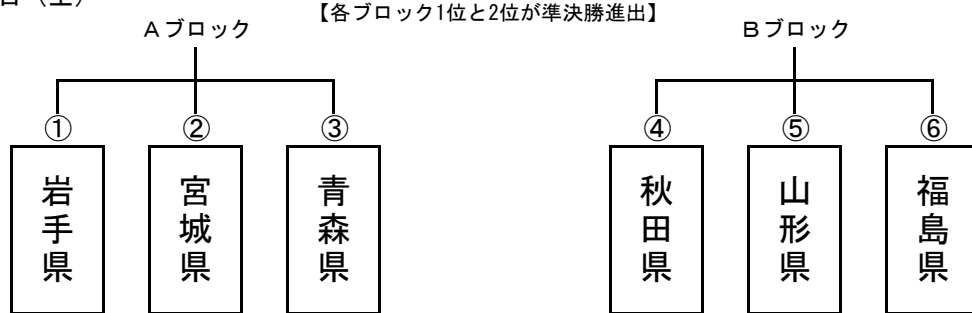 （土）
【各ブロック1位と2位が準決勝進出】
Aブロック
Bブロック
①
②
③
④
⑤
⑥
岩手県
宮城県
青森県
秋田県
山形県
福島県